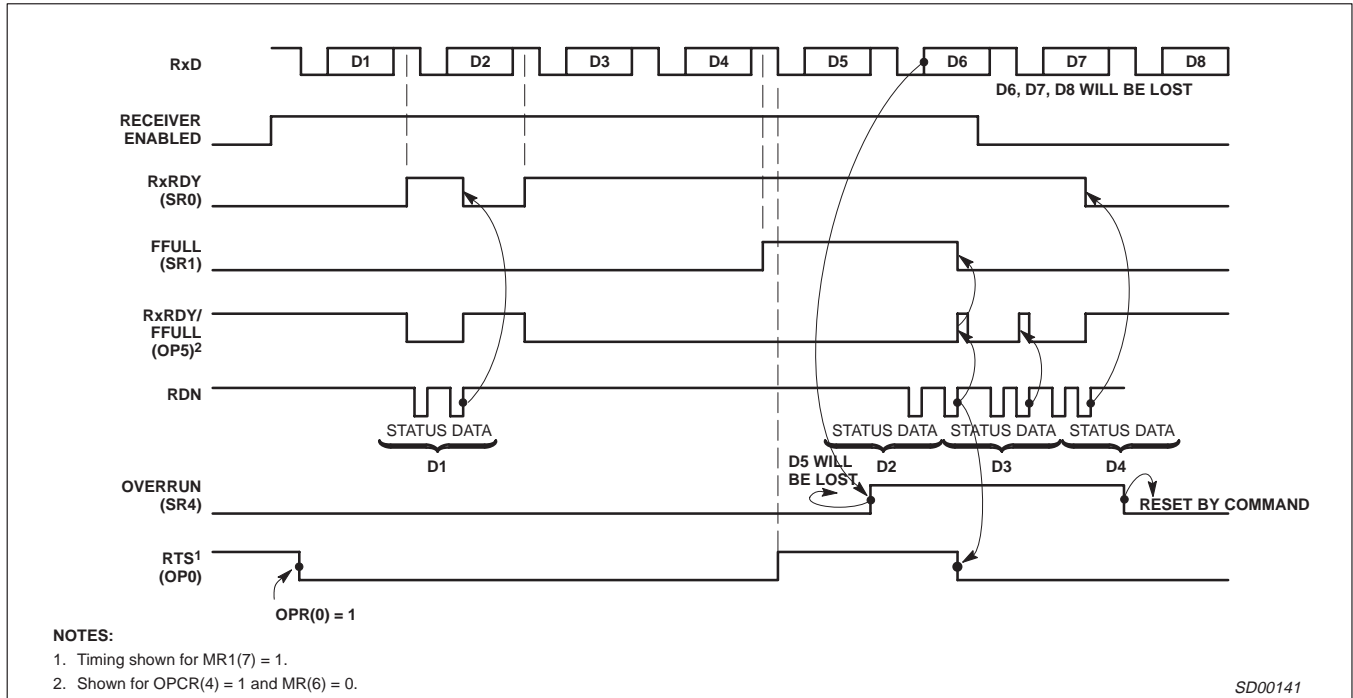 RxD
D1 D2 D3 D4 D5 D6 D7 D8
D6, D7, D8 WILL BE LOST
RECEIVER
ENABLED
RxRDY
(SR0)
FFULL
(SR1)
RxRDY/
FFULL
(OP5)2
RDN
STATUS DATA STATUS DATA STATUS DATA STATUS DATA
D1 D2 D3 D4
D5 WILL
BE LOST
OVERRUN
(SR4)
RESET BY COMMAND
RTS1
(OP0)
OPR(0) = 1
NOTES:
1. Timing shown for MR1(7) = 1.
2. Shown for OPCR(4) = 1 and MR(6) = 0.
SD00141